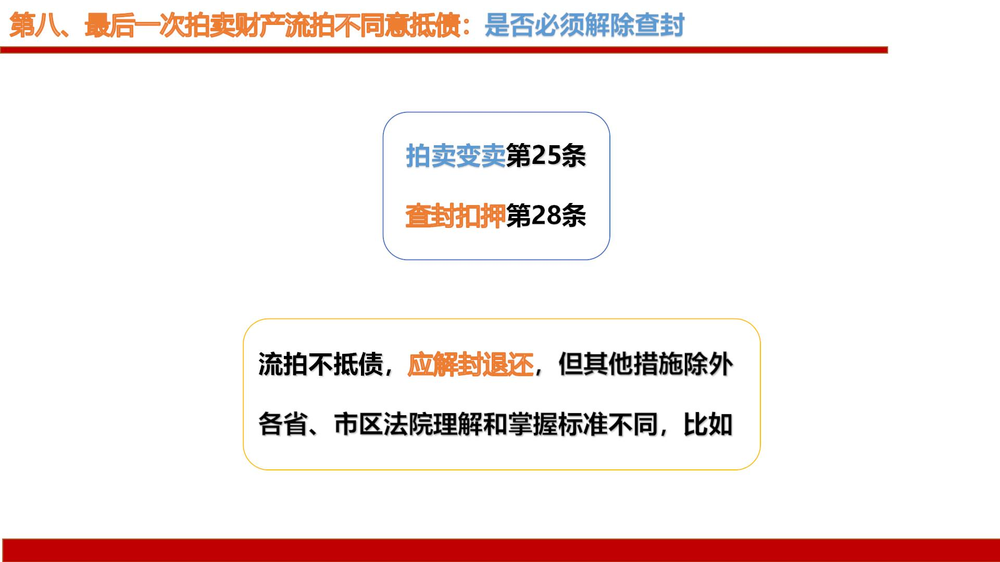 第八、最后一次拍卖财产流拍不同意抵债：是否必须解除查封
拍卖变卖第25条
查封扣押第28条
流拍不抵债，应解封退还，但其他措施除外
各省、市区法院理解和掌握标准不同，比如